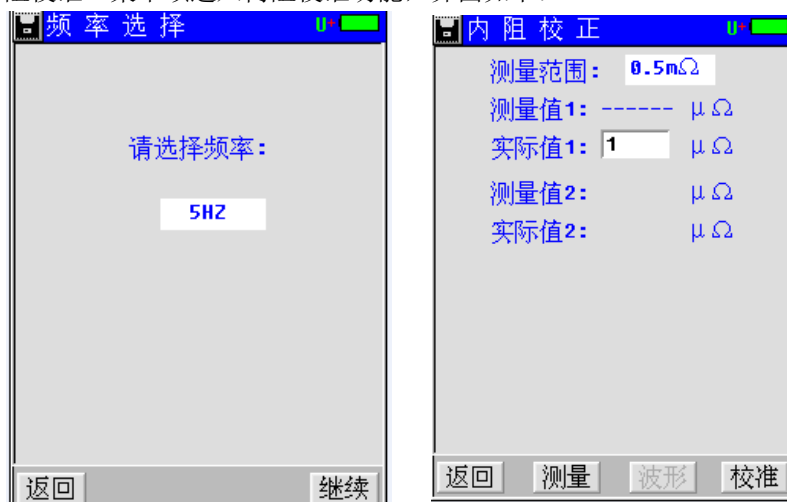 频率选择 U+
请选择频率:
5HZ
返回 继续
内阻校正 U+
测量范围: 0.5mΩ
测量值1: ------ μΩ
实际值1: 1 μΩ
测量值2: μΩ
实际值2: μΩ
返回 测量 波形 校准